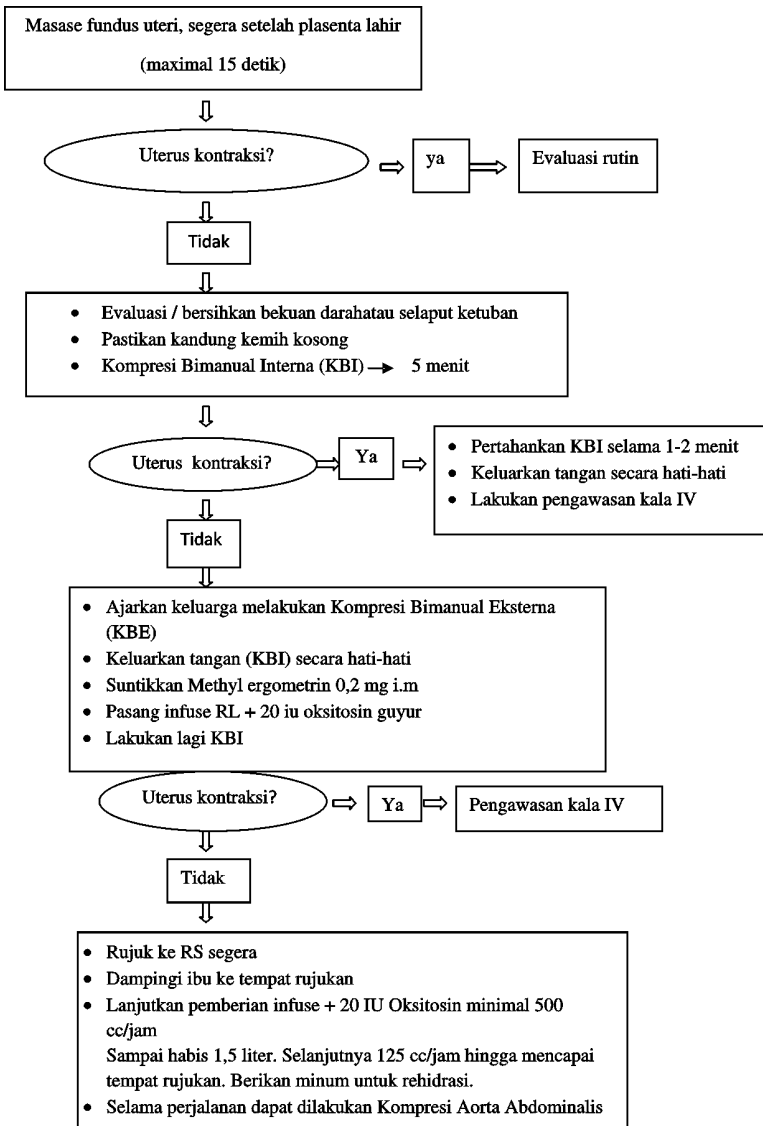 Masase fundus uteri, segera setelah plasenta lahir
(maximal 15 detik)
Uterus kontraksi?
ya
Evaluasi rutin
Tidak
• Evaluasi / bersihkan bekuan darahatau selaput ketuban
• Pastikan kandung kemih kosong
• Kompresi Bimanual Interna (KBI) → 5 menit
Uterus kontraksi?
Ya
• Pertahankan KBI selama 1-2 menit
• Keluarkan tangan secara hati-hati
• Lakukan pengawasan kala IV
Tidak
• Ajarkan keluarga melakukan Kompresi Bimanual Eksterna
(KBE)
• Keluarkan tangan (KBI) secara hati-hati
• Suntikkan Methyl ergometrin 0,2 mg i.m
• Pasang infuse RL + 20 iu oksitosin guyur
• Lakukan lagi KBI
Uterus kontraksi?
Ya
Pengawasan kala IV
Tidak
• Rujuk ke RS segera
• Dampingi ibu ke tempat rujukan
• Lanjutkan pemberian infuse + 20 IU Oksitosin minimal 500
cc/jam
Sampai habis 1,5 liter. Selanjutnya 125 cc/jam hingga mencapai
tempat rujukan. Berikan minum untuk rehidrasi.
• Selama perjalanan dapat dilakukan Kompresi Aorta Abdominalis